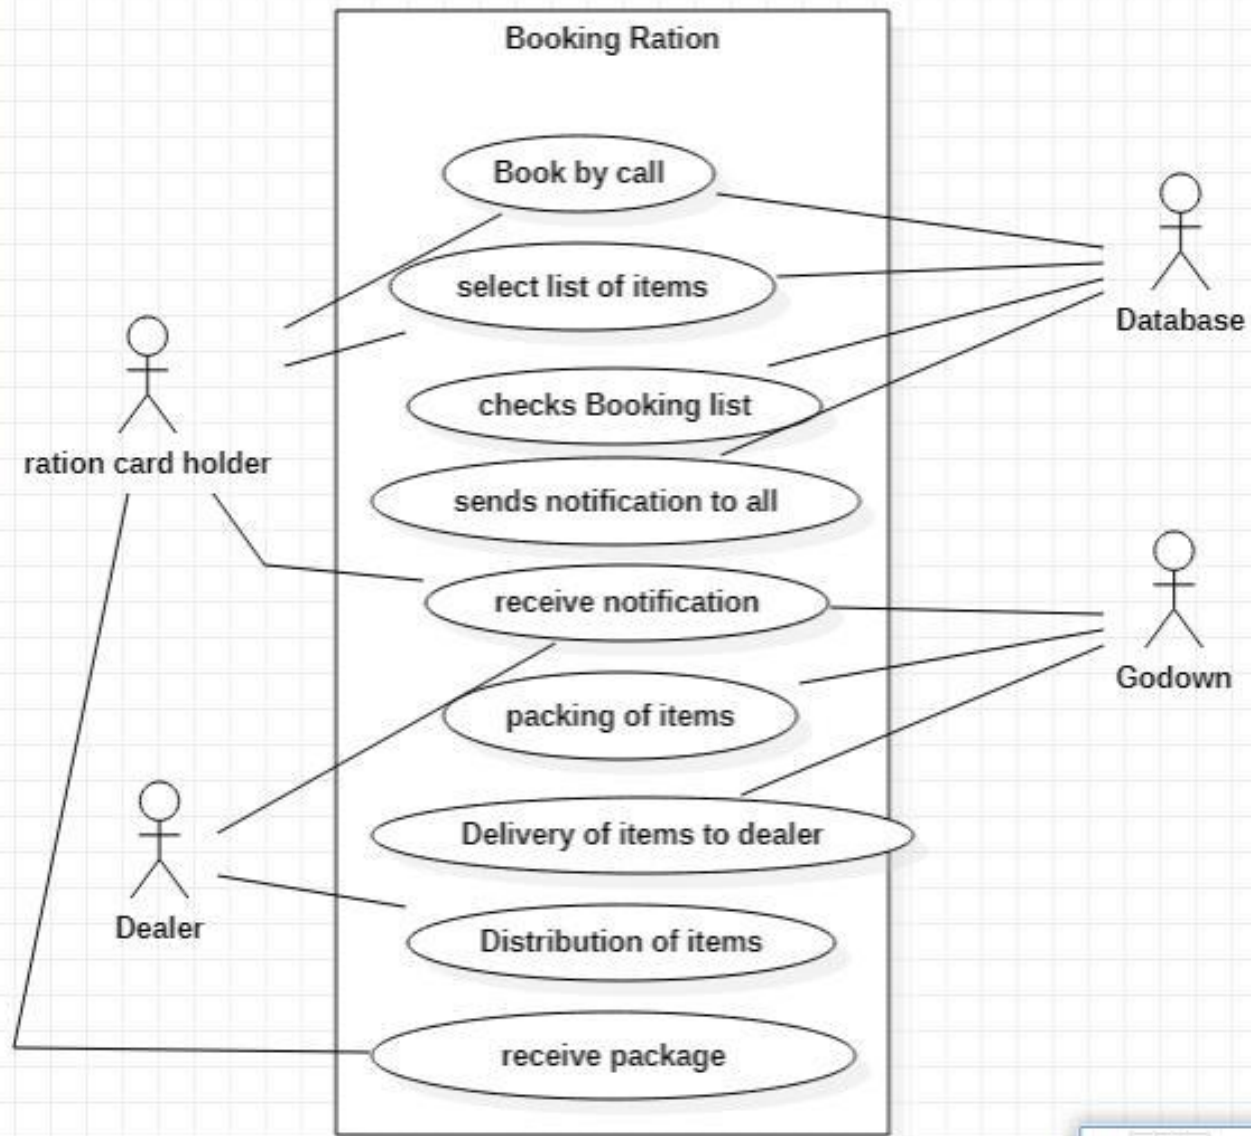 Booking Ration
Book by call
select list of items
checks Booking list
sends notification to all
receive notification
packing of items
Delivery of items to dealer
Distribution of items
receive package
ration card holder
Dealer
Database
Godown